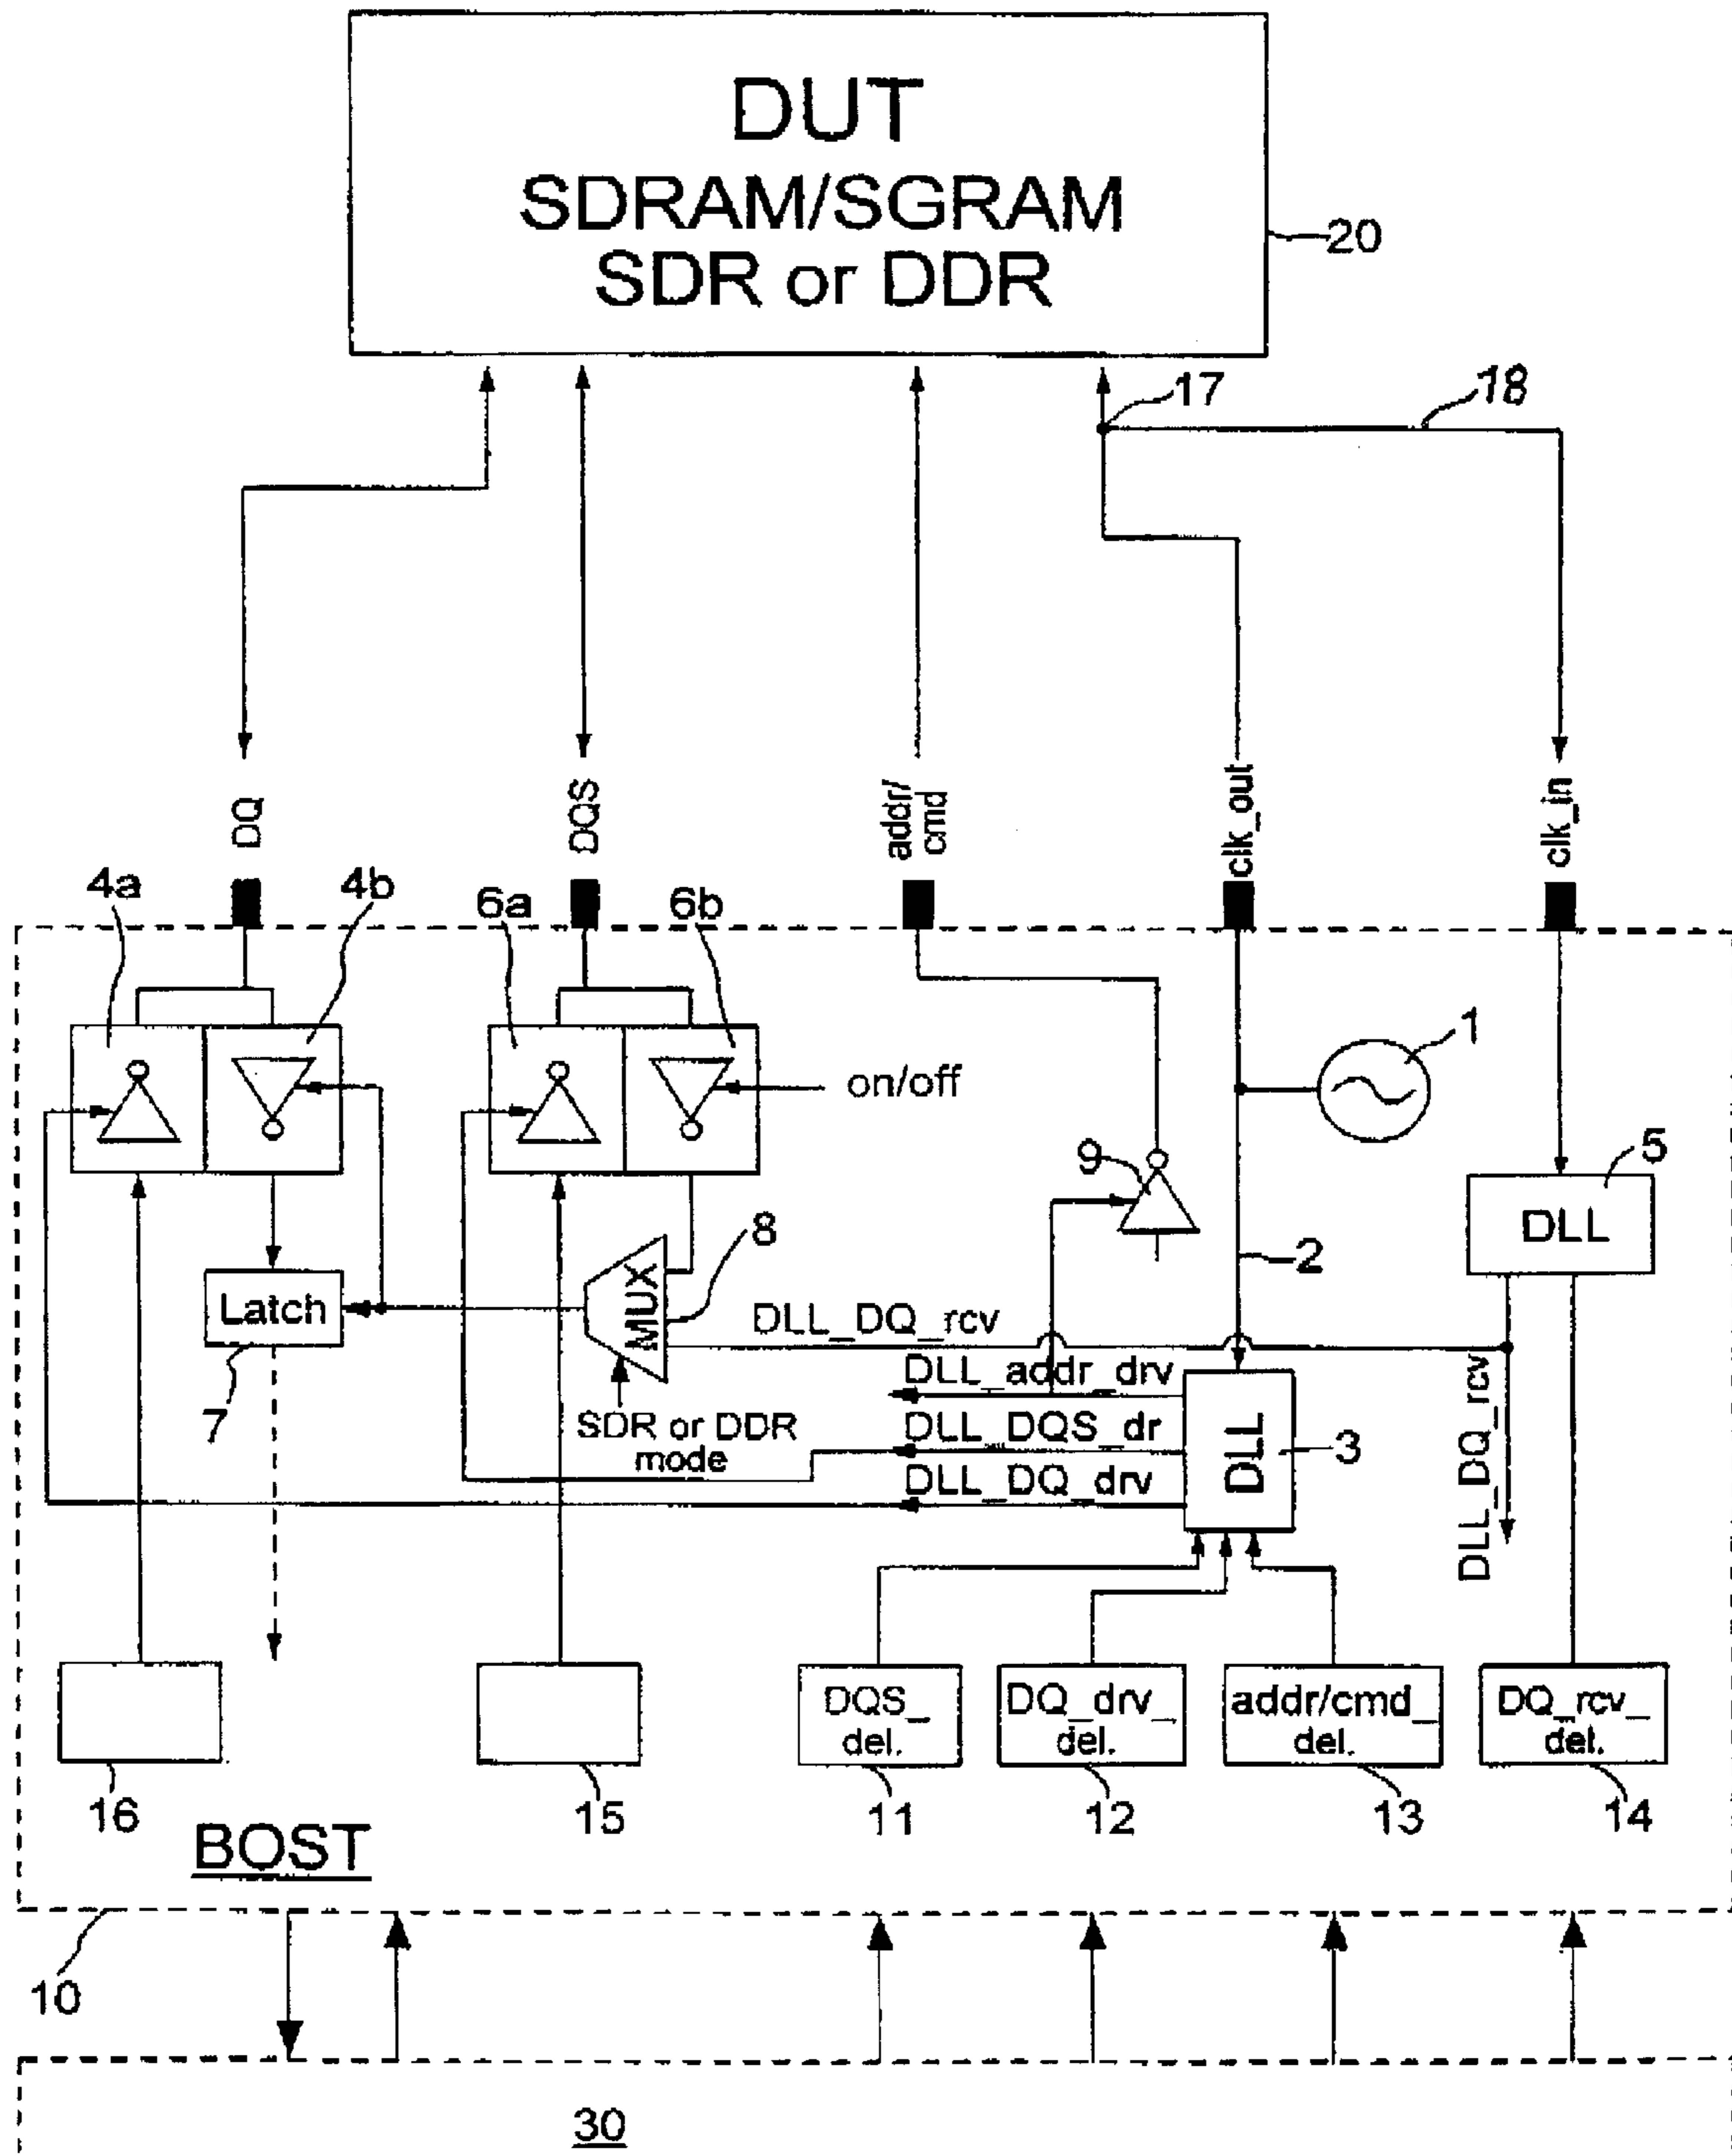 DUT
SDRAM/SGRAM
SDR or DDR
20
17
18
DQ
DQS
addr/
cmd
clk_out
clk_in
4a
4b
6a
6b
1
on/off
9
5
DLL
8
2
Latch
MUX
DLL_DQ_rcv
DLL_addr_drv
7
SDR or DDR
mode
DLL_DQS_dr
DLL
3
DLL_DQ_drv
DLL_DQ_rcv
DQS_
del.
DQ_drv_
del.
addr/cmd_
del.
DQ_rcv_
del.
16
15
11
12
13
14
BOST
10
30